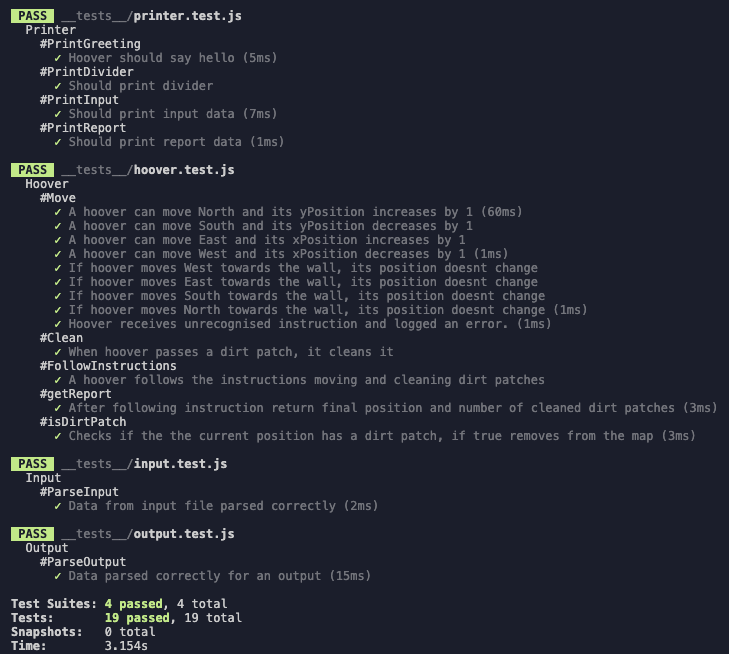 PASS __tests__/printer.test.js
Printer
#PrintGreeting
✓ Hoover should say hello (5ms)
#PrintDivider
✓ Should print divider
#PrintInput
✓ Should print input data (7ms)
#PrintReport
✓ Should print report data (1ms)
PASS __tests__/hoover.test.js
Hoover
#Move
✓ A hoover can move North and its yPosition increases by 1 (60ms)
✓ A hoover can move South and its yPosition decreases by 1
✓ A hoover can move East and its xPosition increases by 1
✓ A hoover can move West and its xPosition decreases by 1 (1ms)
✓ If hoover moves West towards the wall, its position doesnt change
✓ If hoover moves East towards the wall, its position doesnt change
✓ If hoover moves South towards the wall, its position doesnt change
✓ If hoover moves North towards the wall, its position doesnt change (1ms)
✓ Hoover receives unrecognised instruction and logged an error. (1ms)
#Clean
✓ When hoover passes a dirt patch, it cleans it
#FollowInstructions
✓ A hoover follows the instructions moving and cleaning dirt patches
#getReport
✓ After following instruction return final position and number of cleaned dirt patches (3ms)
#isDirtPatch
✓ Checks if the the current position has a dirt patch, if true removes from the map (3ms)
PASS __tests__/input.test.js
Input
#ParseInput
✓ Data from input file parsed correctly (2ms)
PASS __tests__/output.test.js
Output
#ParseOutput
✓ Data parsed correctly for an output (15ms)
Test Suites: 4 passed, 4 total
Tests: 19 passed, 19 total
Snapshots: 0 total
Time: 3.154s